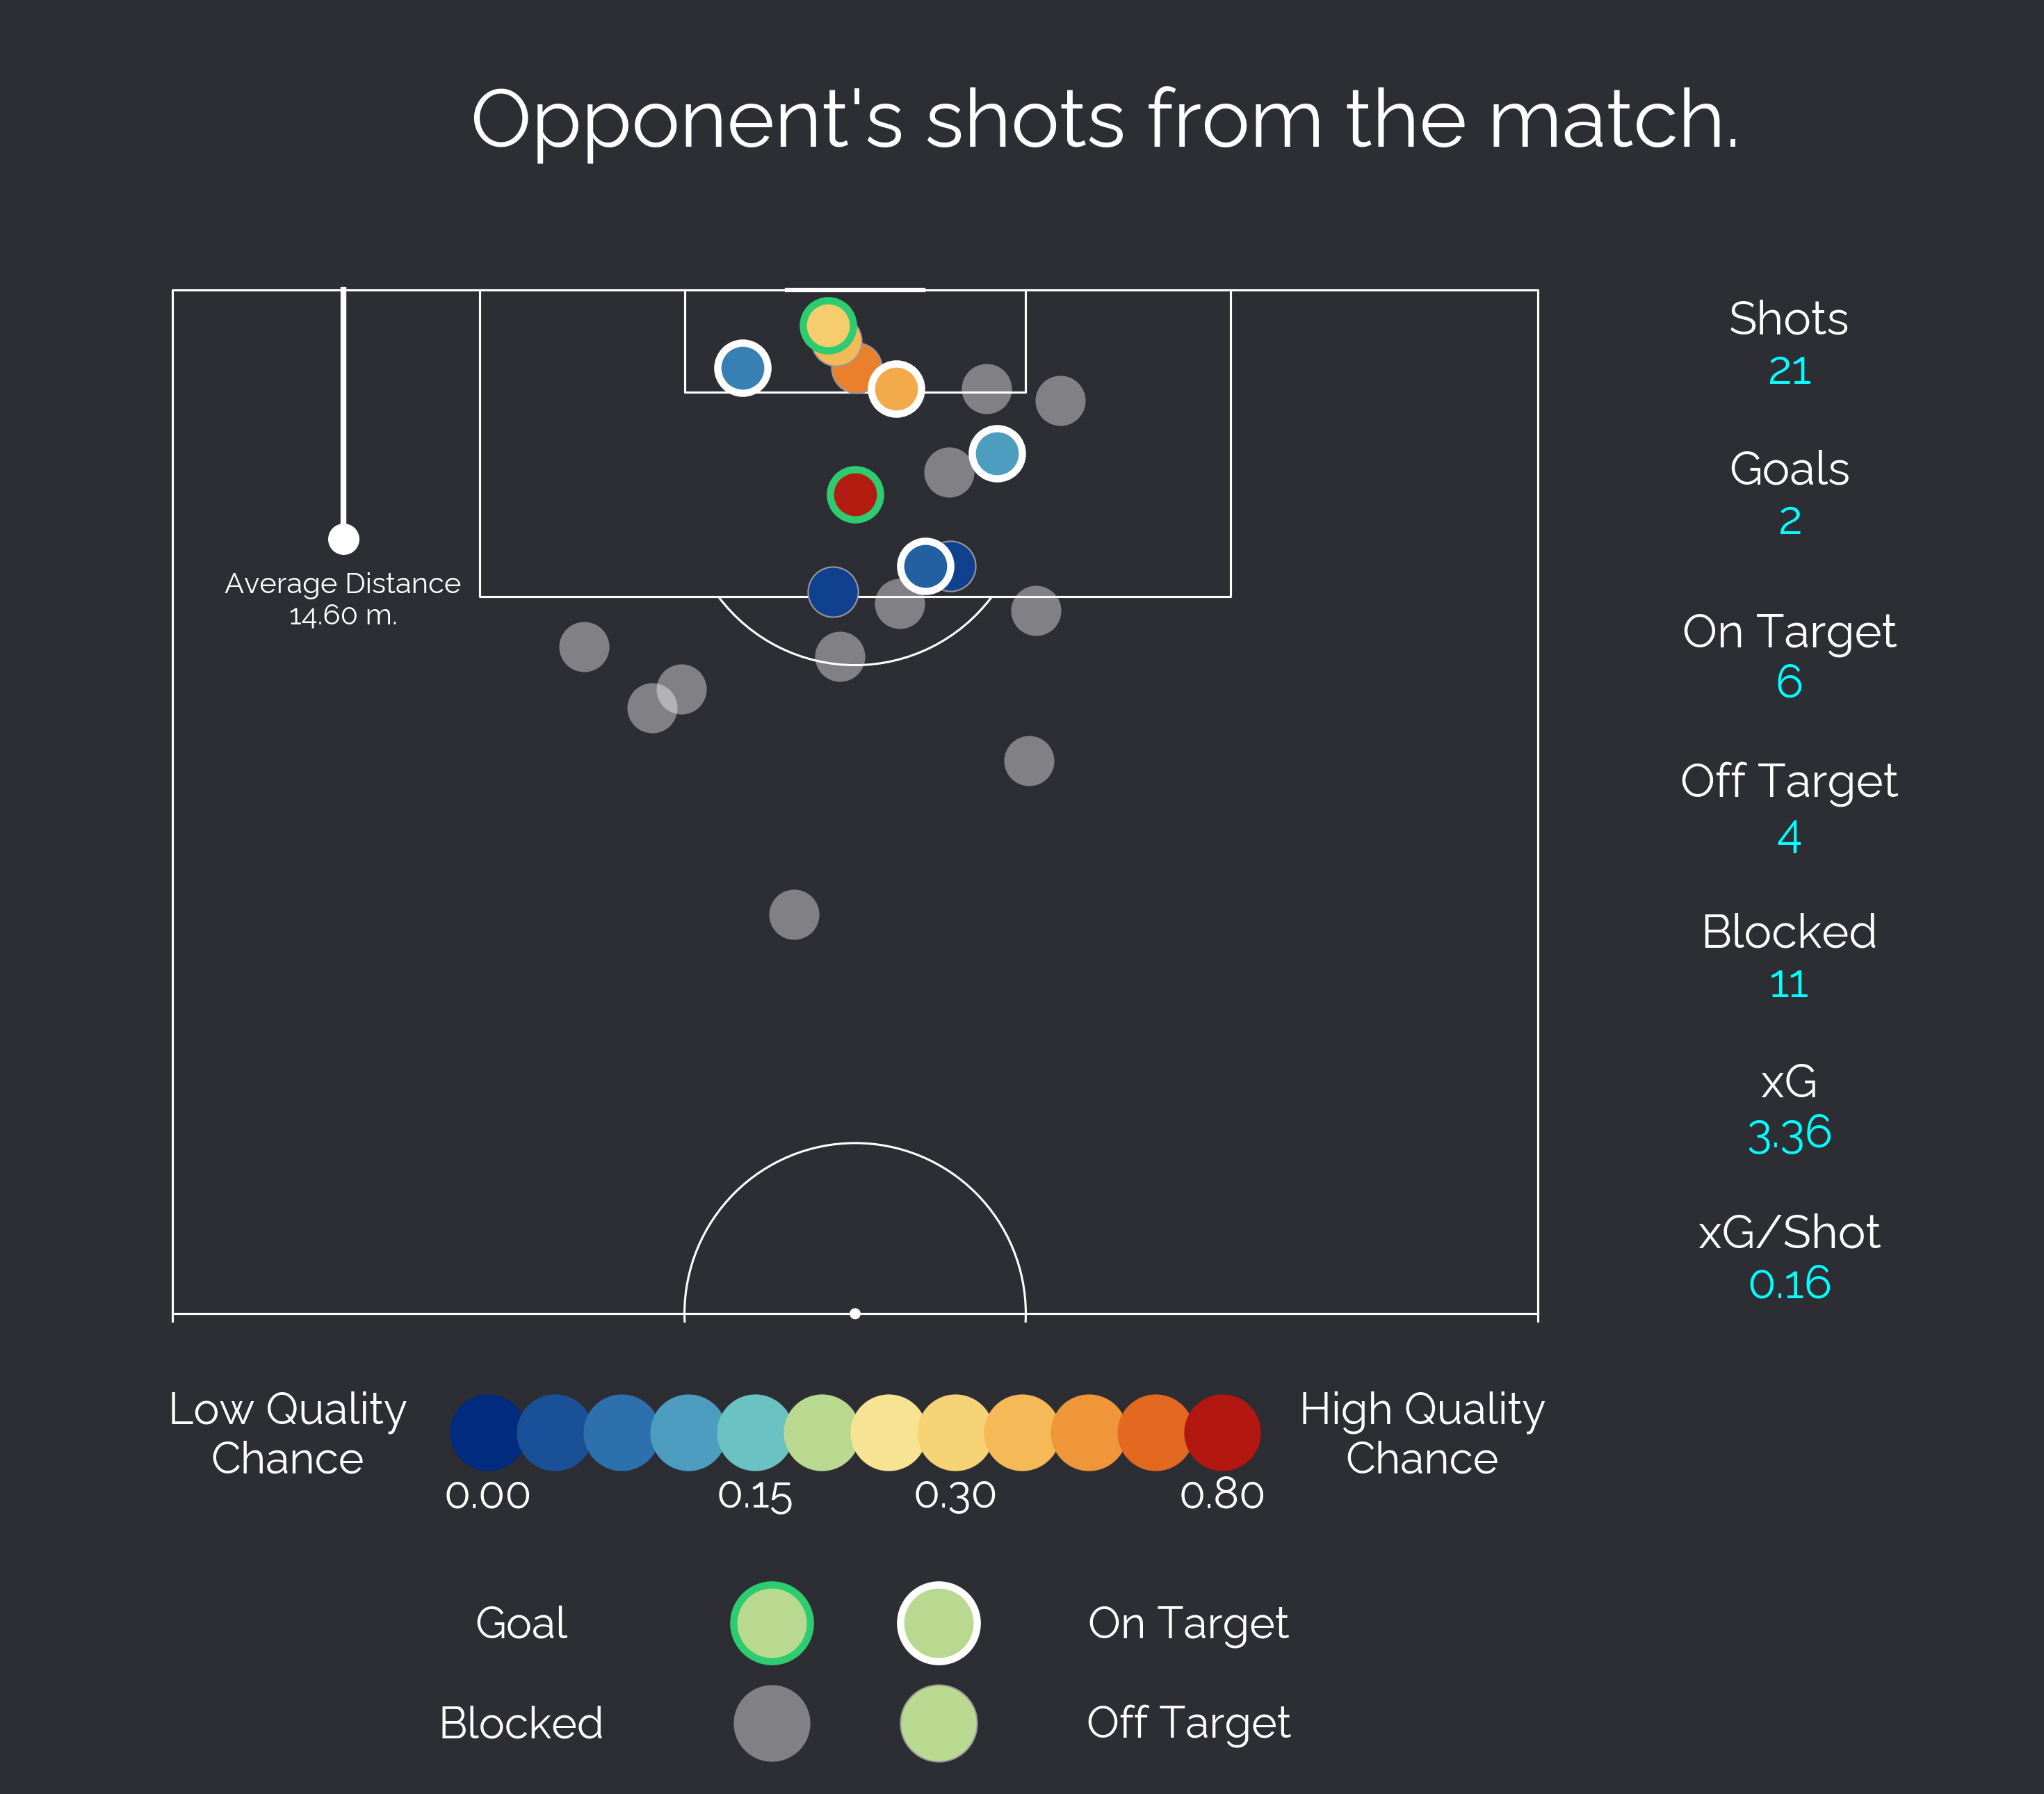 Opponent's shots from the match.
Average Distance
14.60 m.
Shots
21
Goals
2
On Target
6
Off Target
4
Blocked
11
xG
3.36
xG/Shot
0.16
Low Quality
Chance
0.00
0.15
0.30
0.80
High Quality
Chance
Goal
On Target
Blocked
Off Target